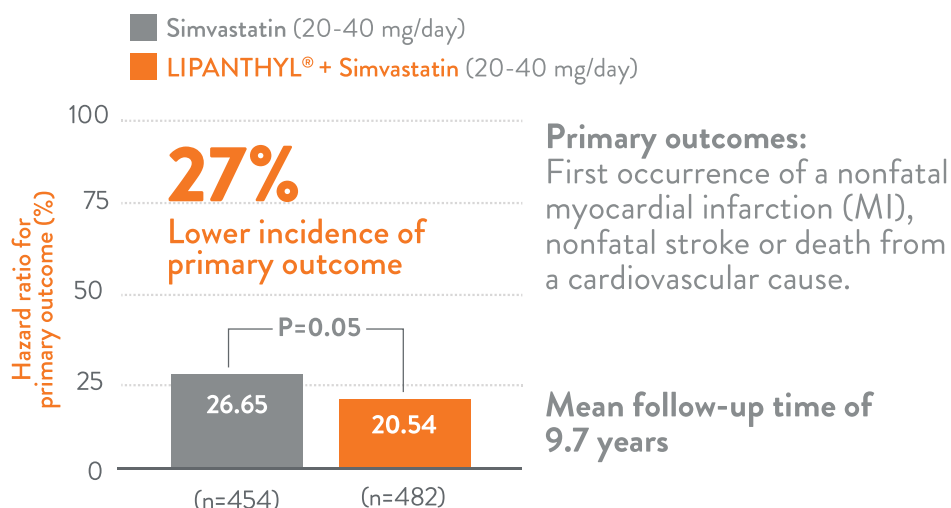 Simvastatin (20-40 mg/day)
LIPANTHYL® + Simvastatin (20-40 mg/day)
Hazard ratio for
primary outcome (%)
100
75
50
25
0
27%
Lower incidence of
primary outcome
P=0.05
26.65
20.54
(n=454)
(n=482)
Primary outcomes:
First occurrence of a nonfatal
myocardial infarction (MI),
nonfatal stroke or death from
a cardiovascular cause.
Mean follow-up time of
9.7 years